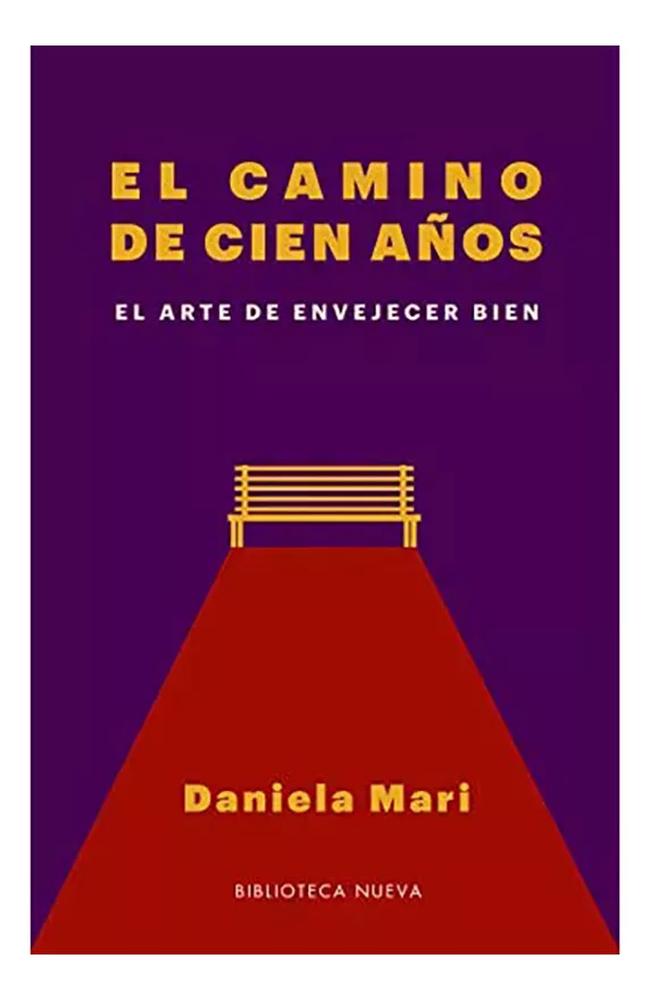 EL CAMINO
DE CIEN AÑOS
EL ARTE DE ENVEJECER BIEN
Daniela Mari
BIBLIOTECA NUEVA